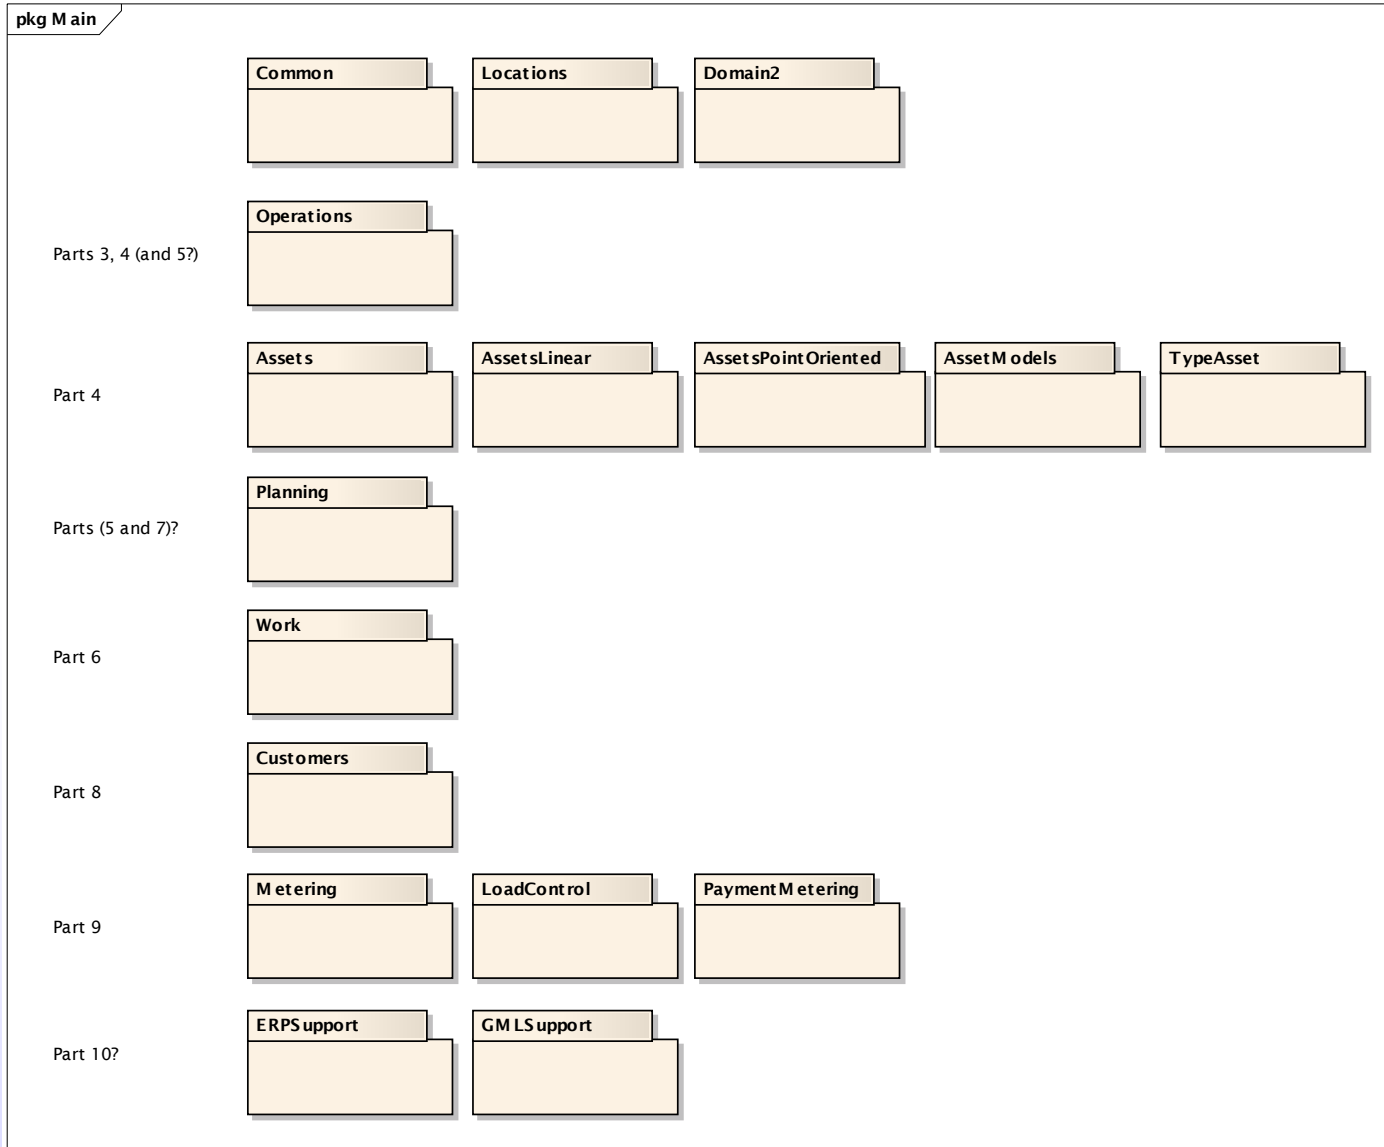 pkg Main
Common Locations Domain2
Operations
Parts 3, 4 (and 5?)
Assets AssetsLinear AssetsPointOriented AssetModels TypeAsset
Part 4
Planning
Parts (5 and 7)?
Work
Part 6
Customers
Part 8
Metering LoadControl PaymentMetering
Part 9
ERPSupport GMLSupport
Part 10?